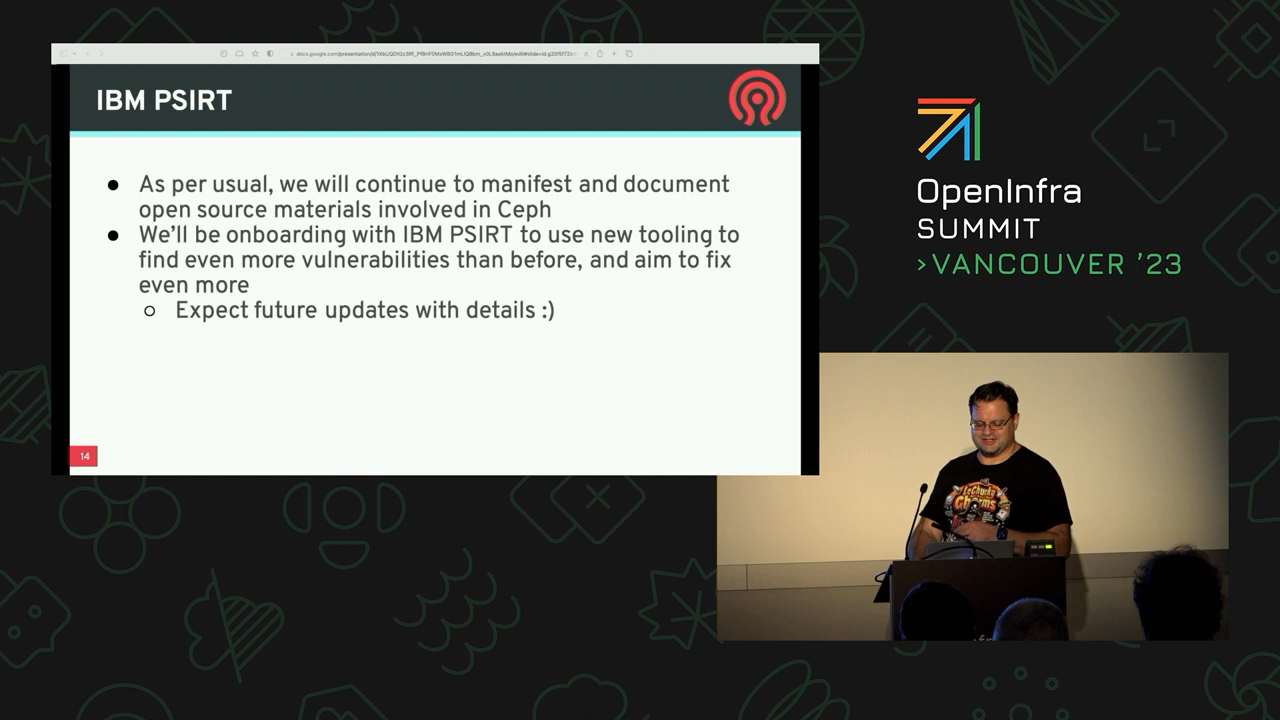 IBM PSIRT
● As per usual, we will continue to manifest and document
open source materials involved in Ceph
● We'll be onboarding with IBM PSIRT to use new tooling to
find even more vulnerabilities than before, and aim to fix
even more
○ Expect future updates with details :)
14
OpenInfra
SUMMIT
>VANCOUVER '23
LeChuck
Charms